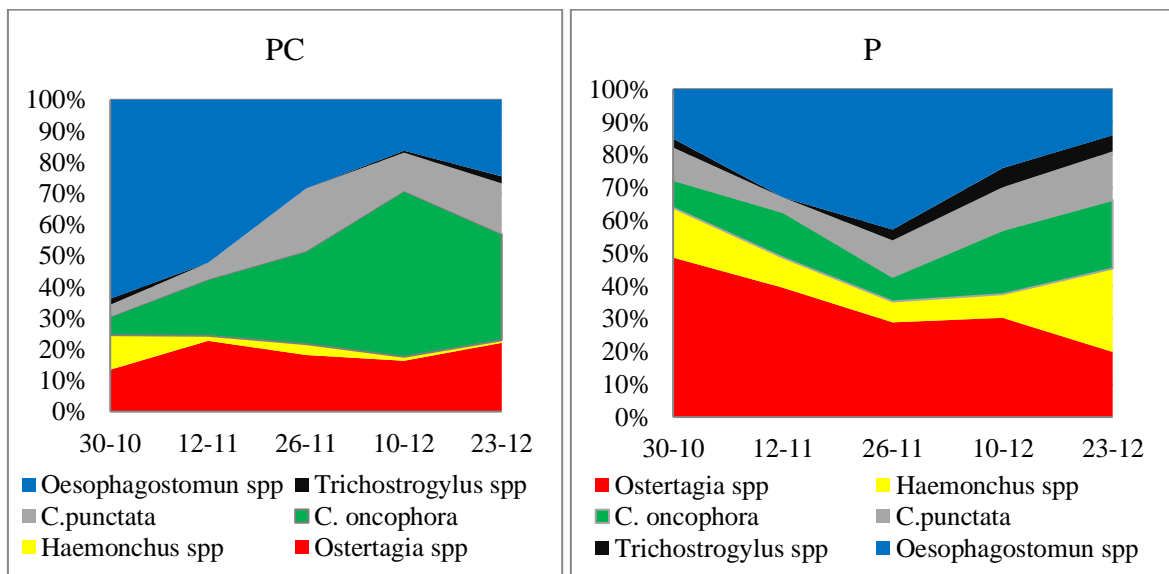 PC
100%
90%
80%
70%
60%
50%
40%
30%
20%
10%
0%
30-10 12-11 26-11 10-12 23-12
Oesophagostomun spp Trichostrogylus spp
C.punctata C. oncophora
Haemonchus spp Ostertagia spp
P
100%
90%
80%
70%
60%
50%
40%
30%
20%
10%
0%
30-10 12-11 26-11 10-12 23-12
Ostertagia spp Haemonchus spp
C. oncophora C.punctata
Trichostrogylus spp Oesophagostomun spp